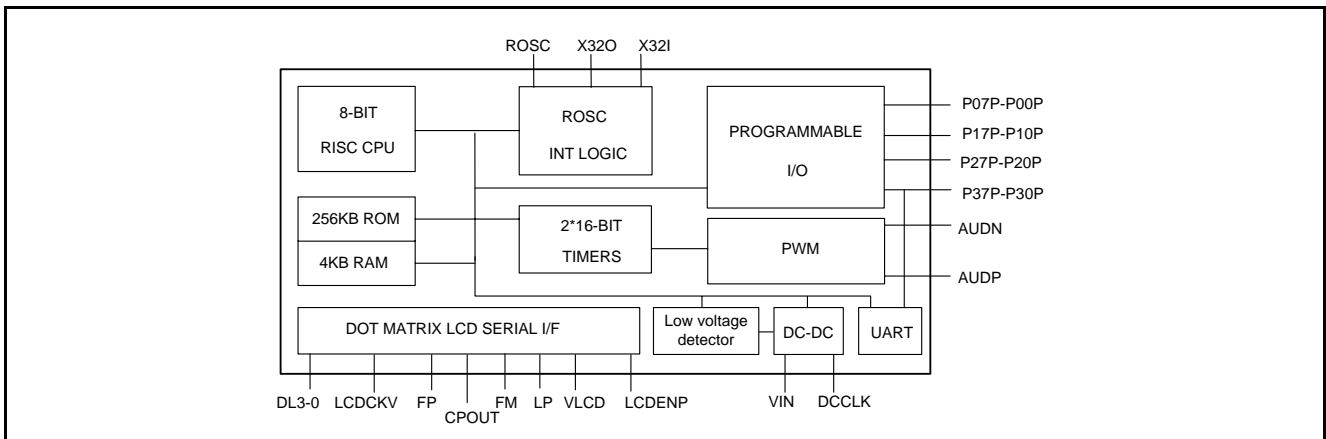 ROSC X32O X32I
8-BIT
RISC CPU
ROSC
INT LOGIC
PROGRAMMABLE
I/O
P07P-P00P
P17P-P10P
P27P-P20P
P37P-P30P
256KB ROM
4KB RAM
2*16-BIT
TIMERS
PWM
AUDN
AUDP
DOT MATRIX LCD SERIAL I/F
Low voltage
detector
DC-DC
UART
DL3-0 LCDCKV FP CPOUT FM LP VLCD LCDENP VIN DCCLK